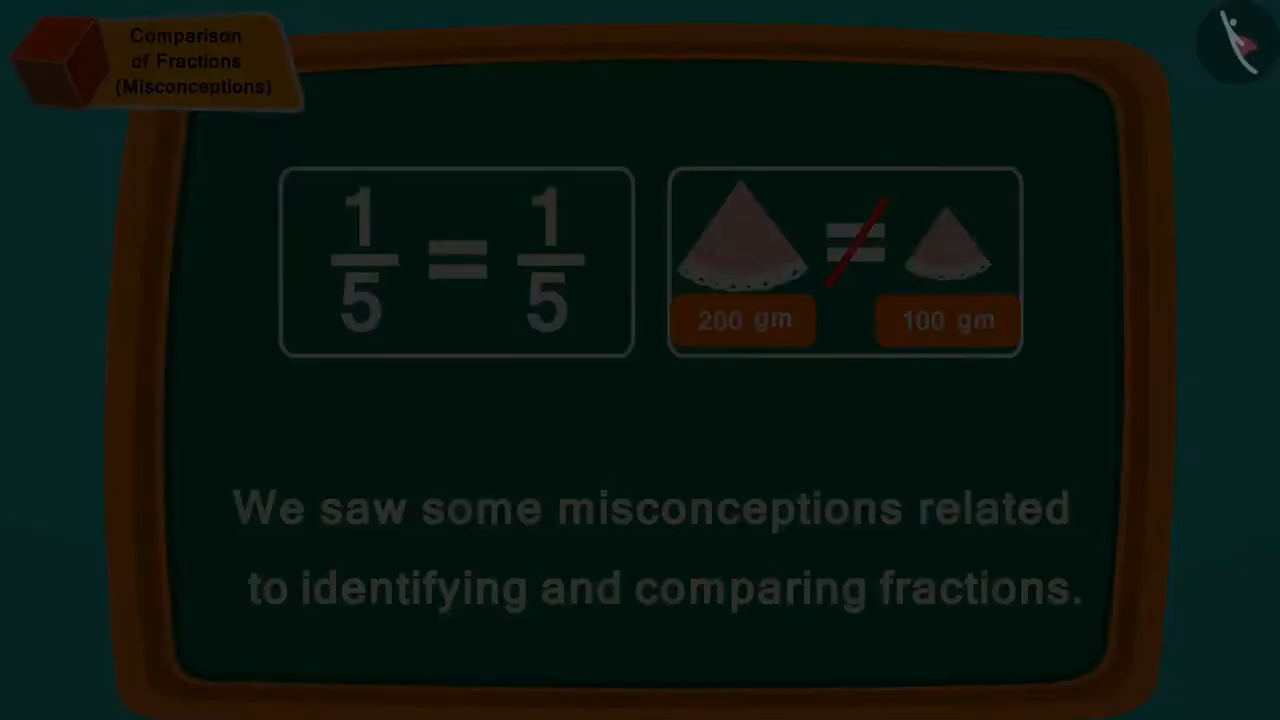 Comparison
of Fractions
(Misconceptions)
1/5 = 1/5
=
200 gm
100 gm
We saw some misconceptions related
to identifying and comparing fractions.